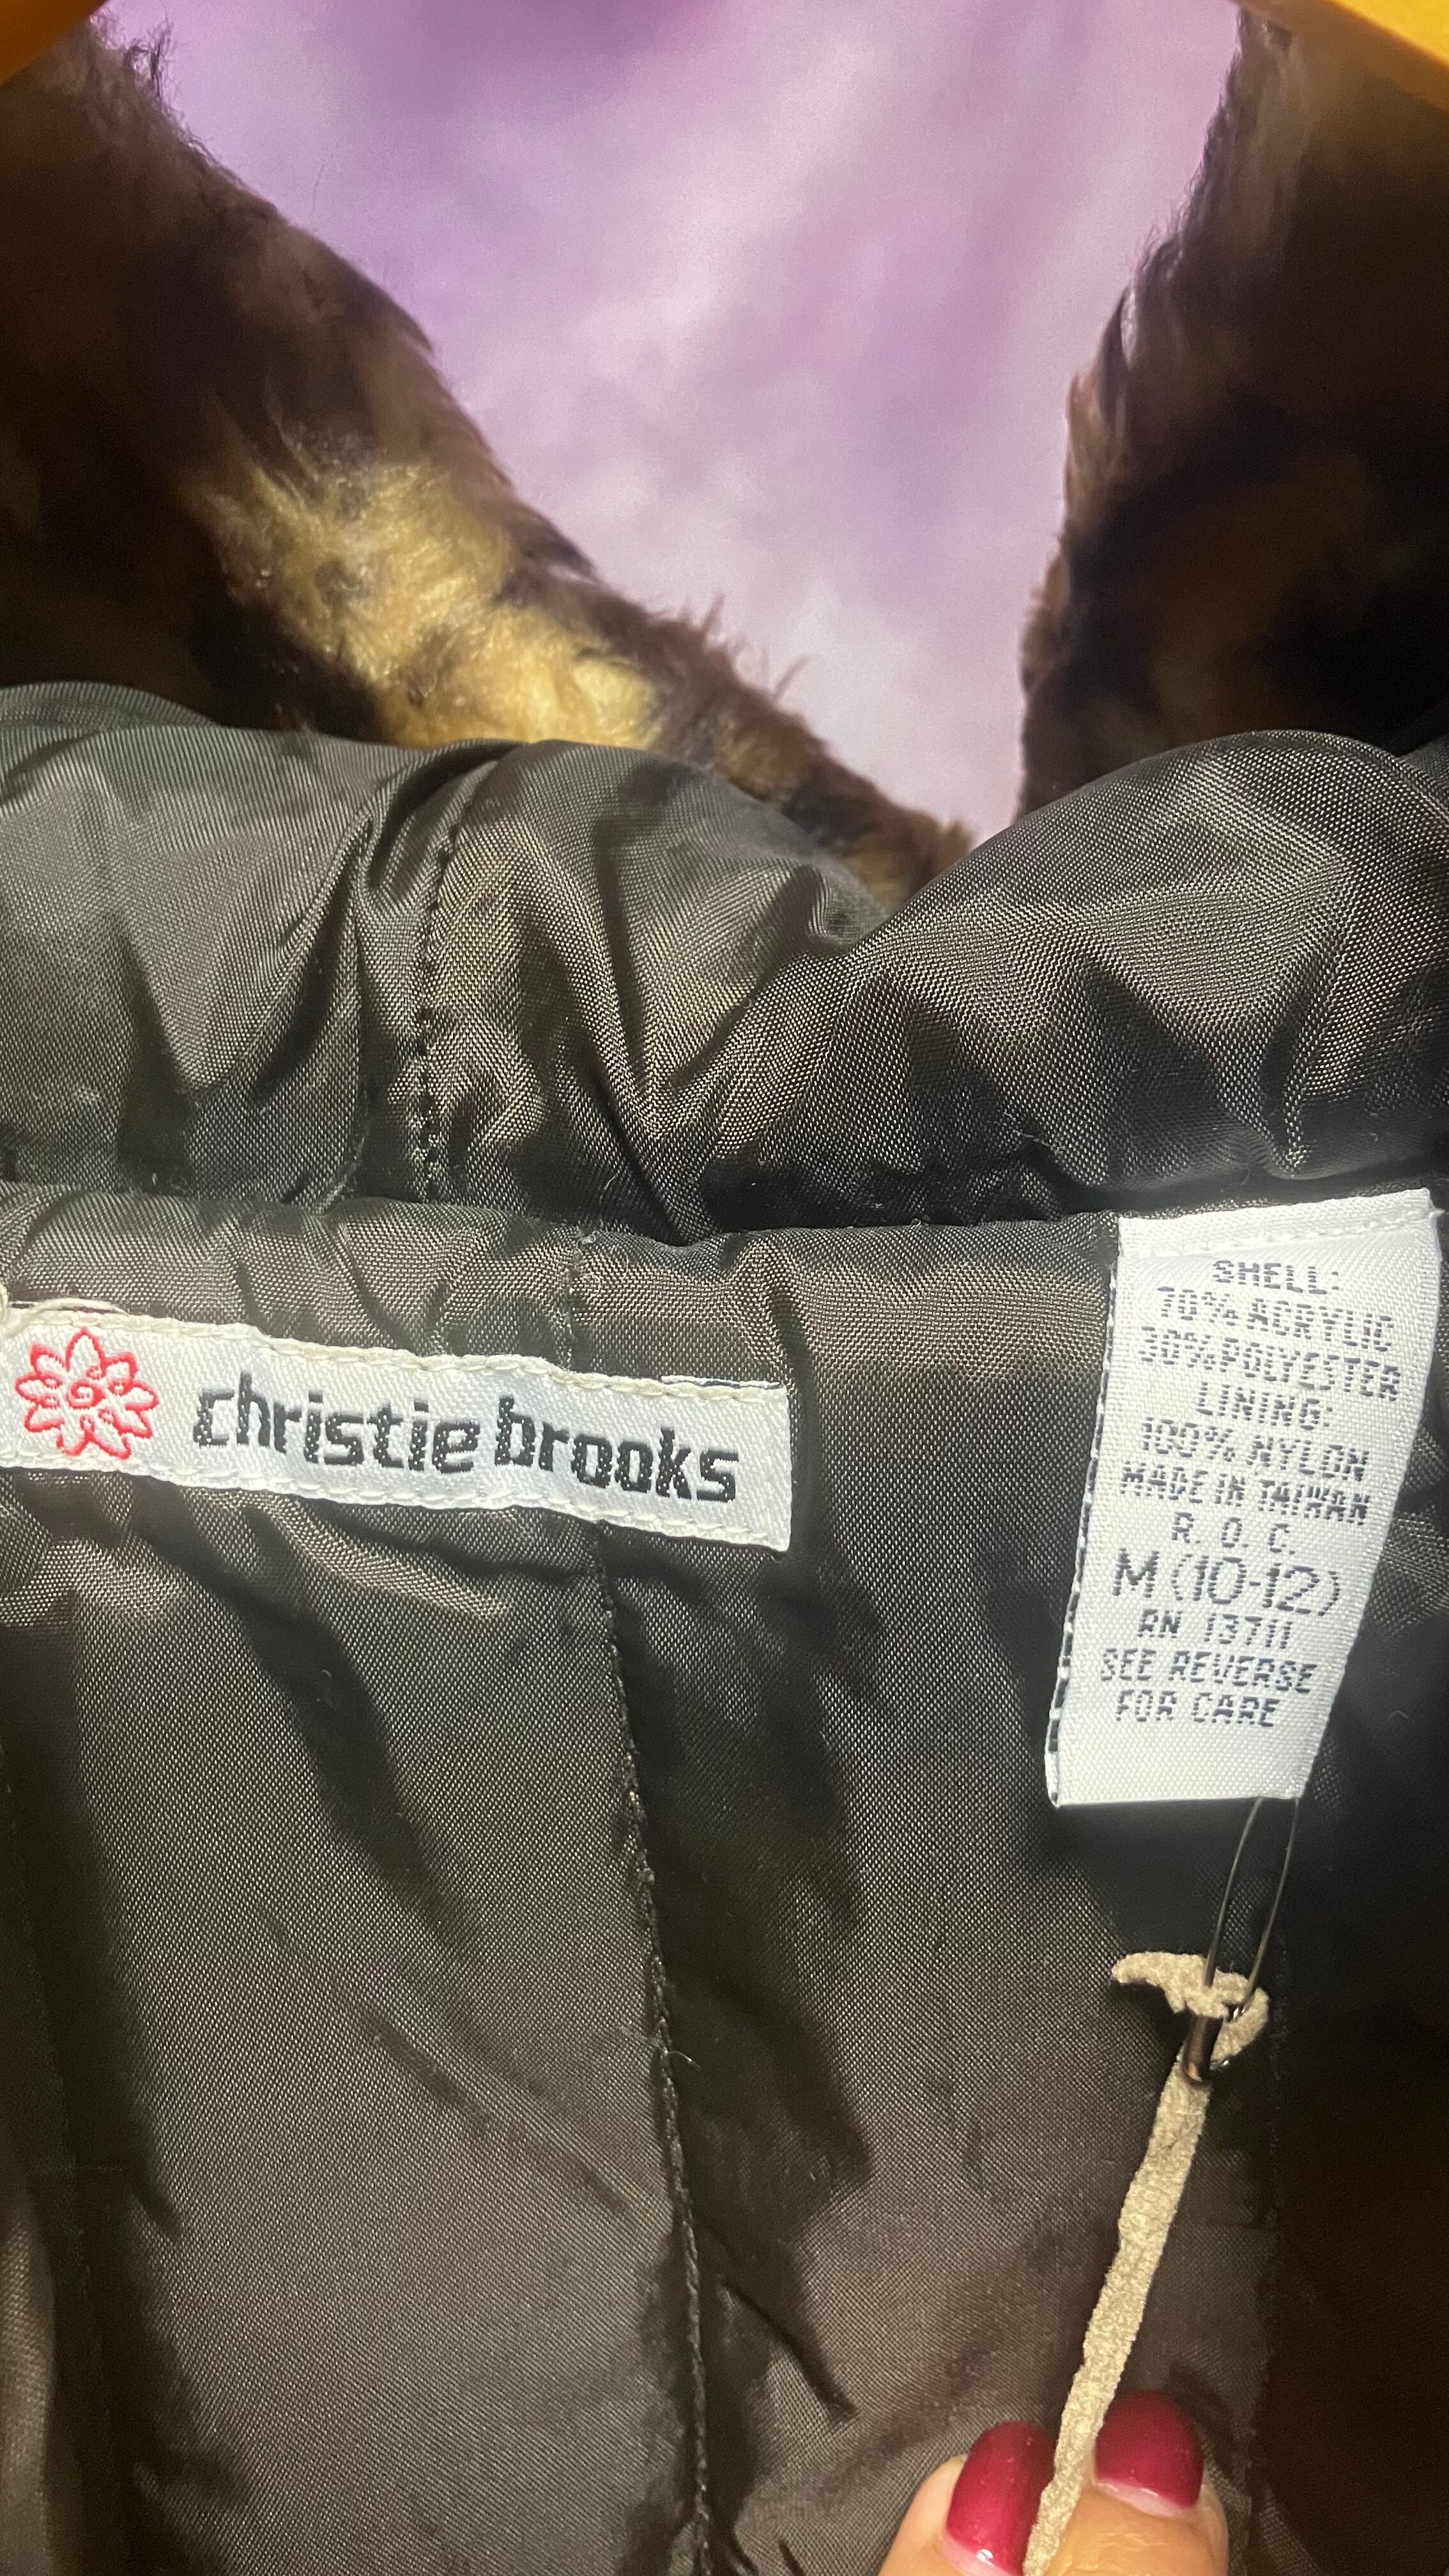 christie brooks
SHELL:
70% ACRYLIC
30% POLYESTER
LINING:
100% NYLON
MADE IN TAIWAN
R. O. C.
M (10-12)
RN 13711
SEE REVERSE
FOR CARE